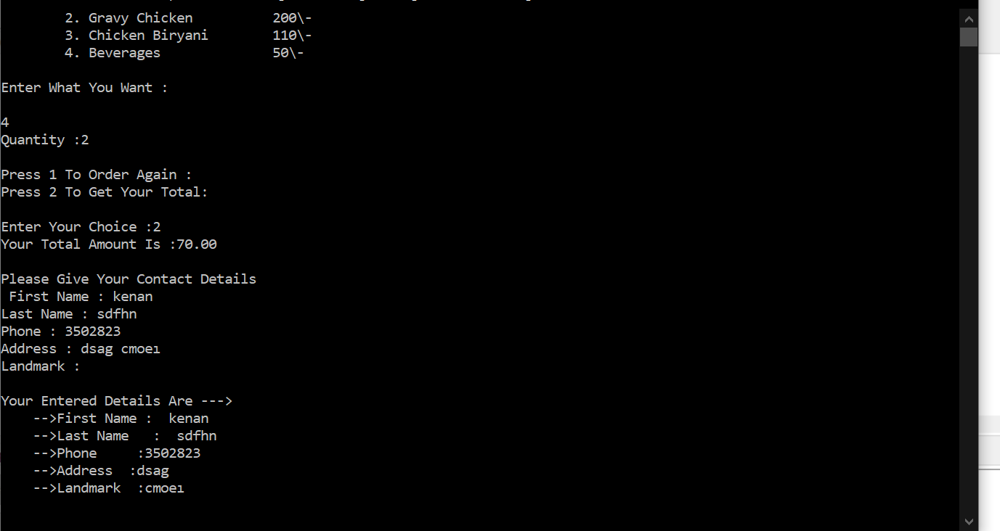 2. Gravy Chicken 200\-
3. Chicken Biryani 110\-
4. Beverages 50\-
Enter What You Want :
4
Quantity :2
Press 1 To Order Again :
Press 2 To Get Your Total:
Enter Your Choice :2
Your Total Amount Is :70.00
Please Give Your Contact Details
First Name : kenan
Last Name : sdfhn
Phone : 3502823
Address : dsag cmoeı
Landmark :
Your Entered Details Are --->
-->First Name :  kenan
-->Last Name   :  sdfhn
-->Phone     :3502823
-->Address  :dsag
-->Landmark  :cmoeı